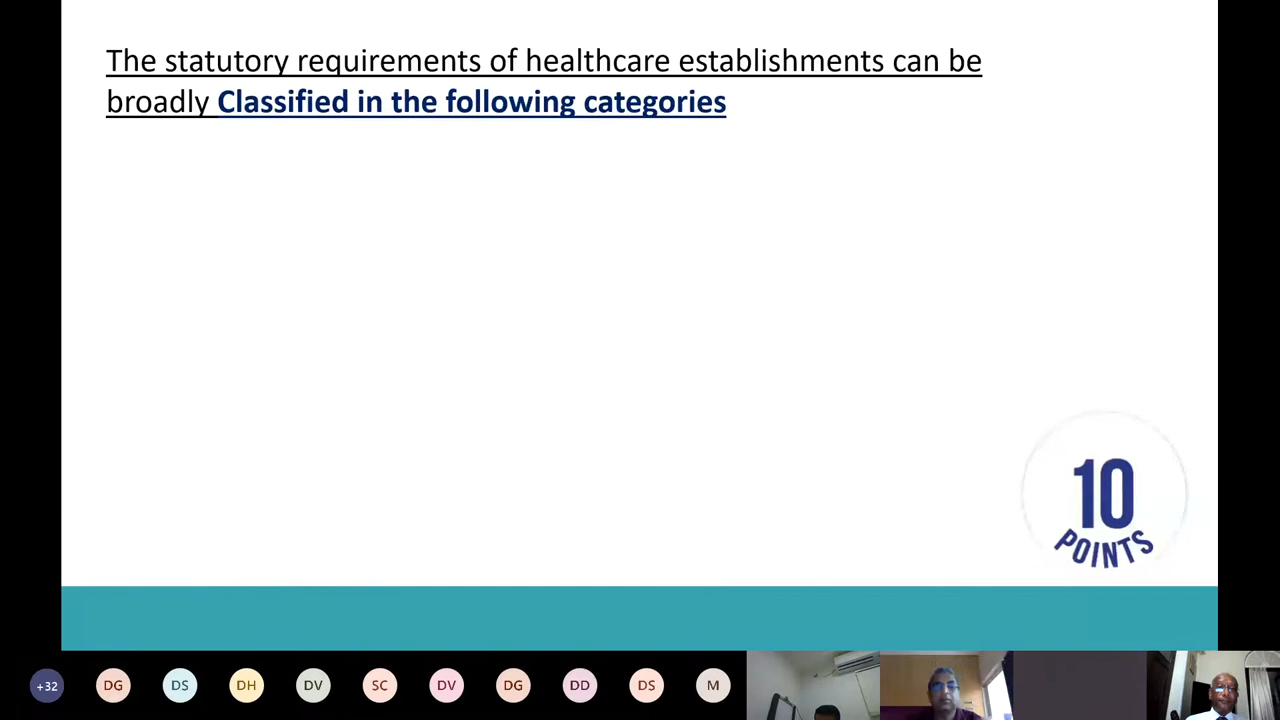 The statutory requirements of healthcare establishments can be
broadly Classified in the following categories
10
POINTS
+32
DG
DS
DH
DV
SC
DV
DG
DD
DS
M